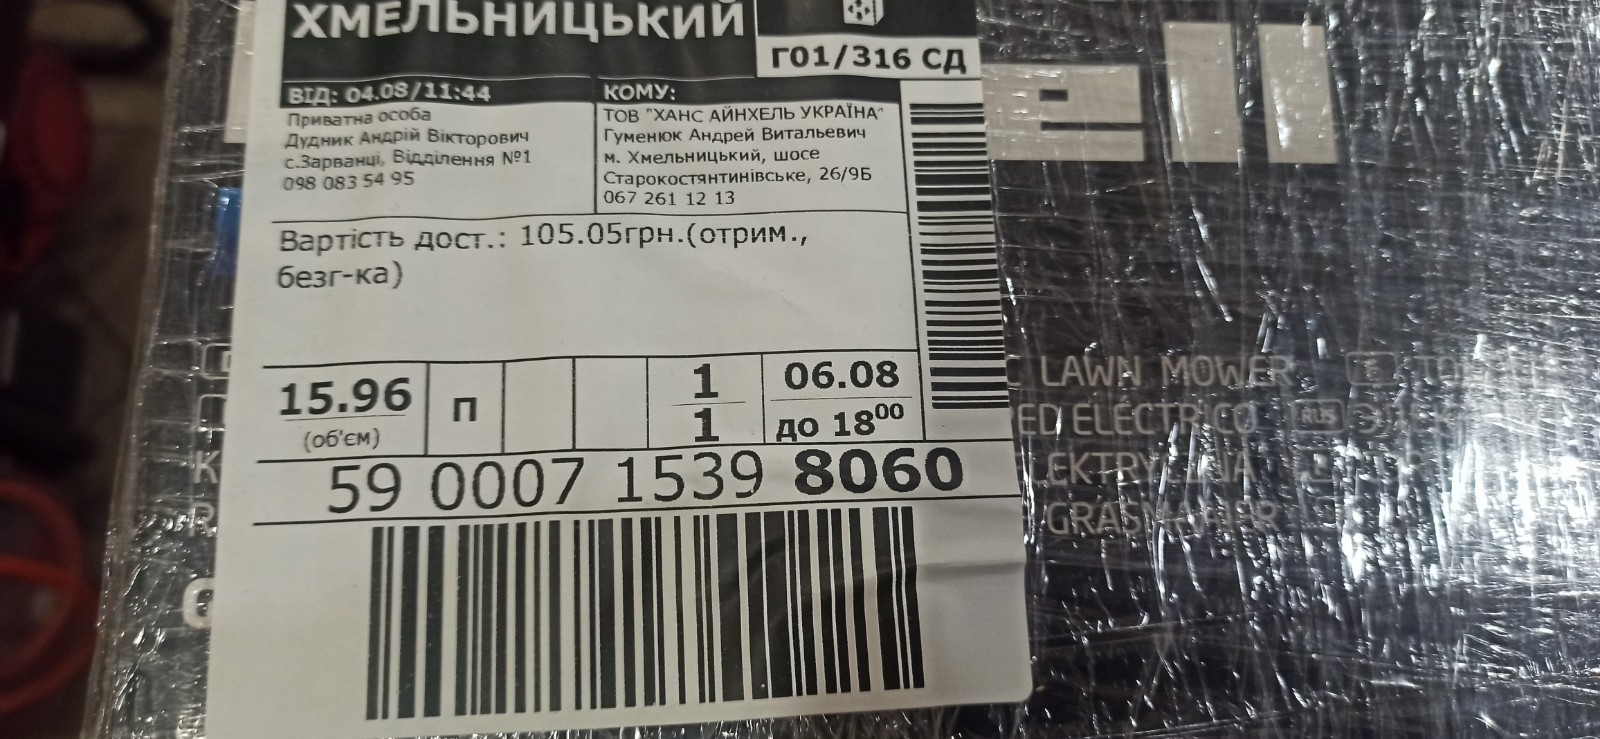 ХМЕЛЬНИЦЬКИЙ
Г01/316 СД
ВІД: 04.08/11:44
Приватна особа
Дудник Андрій Вікторович
с.Зарванці, Відділення №1
098 083 54 95
КОМУ:
ТОВ "ХАНС АЙНХЕЛЬ УКРАЇНА"
Гуменюк Андрей Витальевич
м. Хмельницький, шосе
Старокостянтинівське, 26/9Б
067 261 12 13
Вартість дост.: 105.05грн.(отрим.,
безг-ка)
15.96
(об'єм)
П
1
1
06.08
до 18⁰⁰
59 0007 1539 8060
ell
LAWN MOWER
ELÉCTRICO
RUS